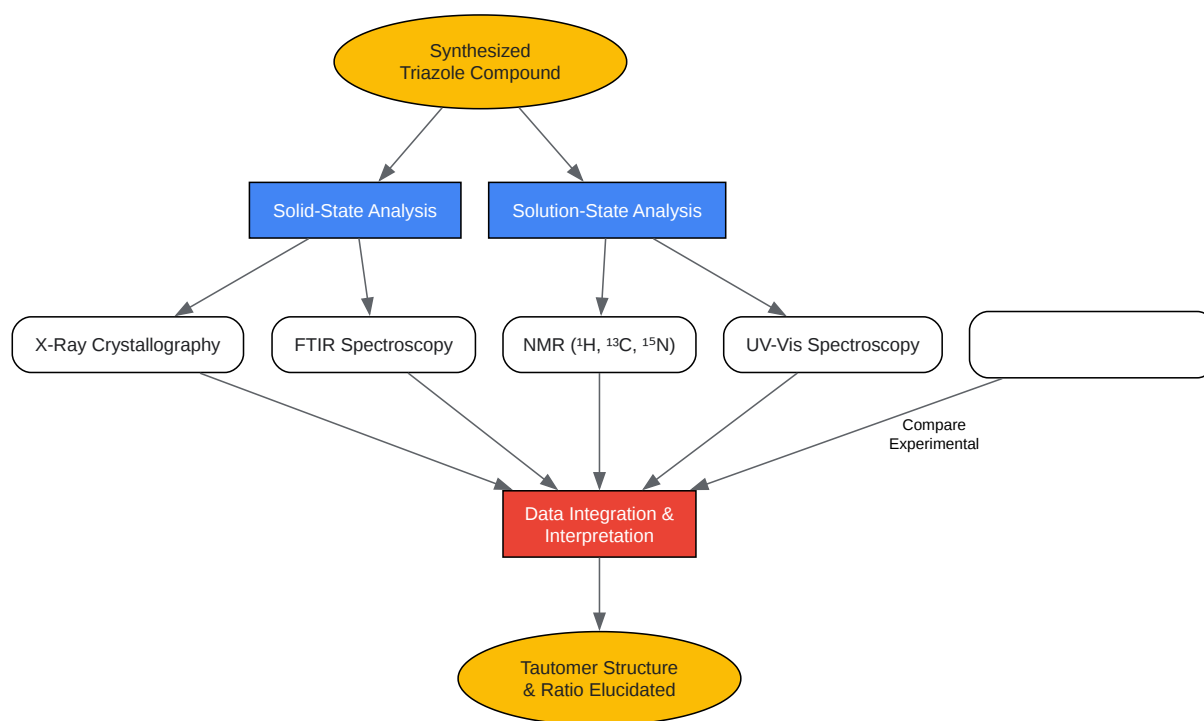 Synthesized
Triazole Compound
Solid-State Analysis
Solution-State Analysis
X-Ray Crystallography
FTIR Spectroscopy
NMR (¹H, ¹³C, ¹⁵N)
UV-Vis Spectroscopy
Compare
Experimental
Data Integration &
Interpretation
Tautomer Structure
& Ratio Elucidated